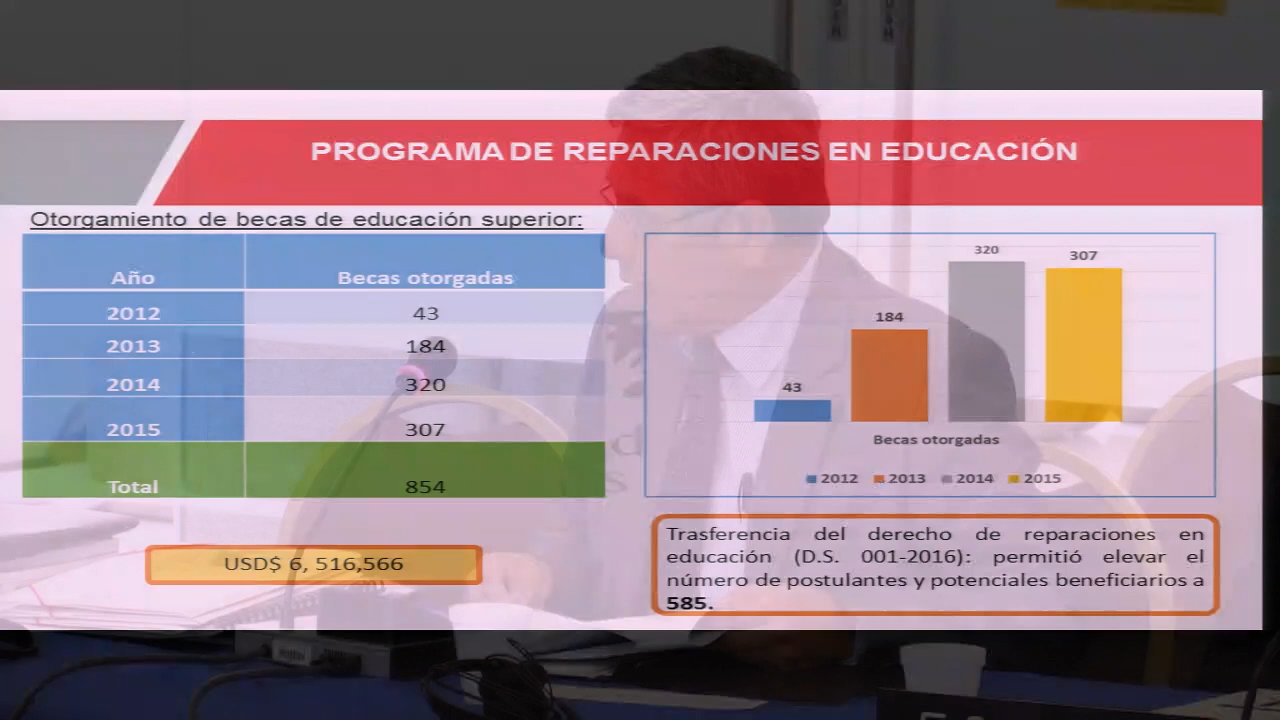 PROGRAMA DE REPARACIONES EN EDUCACIÓN
Otorgamiento de becas de educación superior:
Año Becas otorgadas
2012 43
2013 184
2014 320
2015 307
Total 854
USD$ 6, 516,566
43
184
320
307
Becas otorgadas
2012 2013 2014 2015
Trasferencia del derecho de reparaciones en
educación (D.S. 001-2016): permitió elevar el
número de postulantes y potenciales beneficiarios a
585.